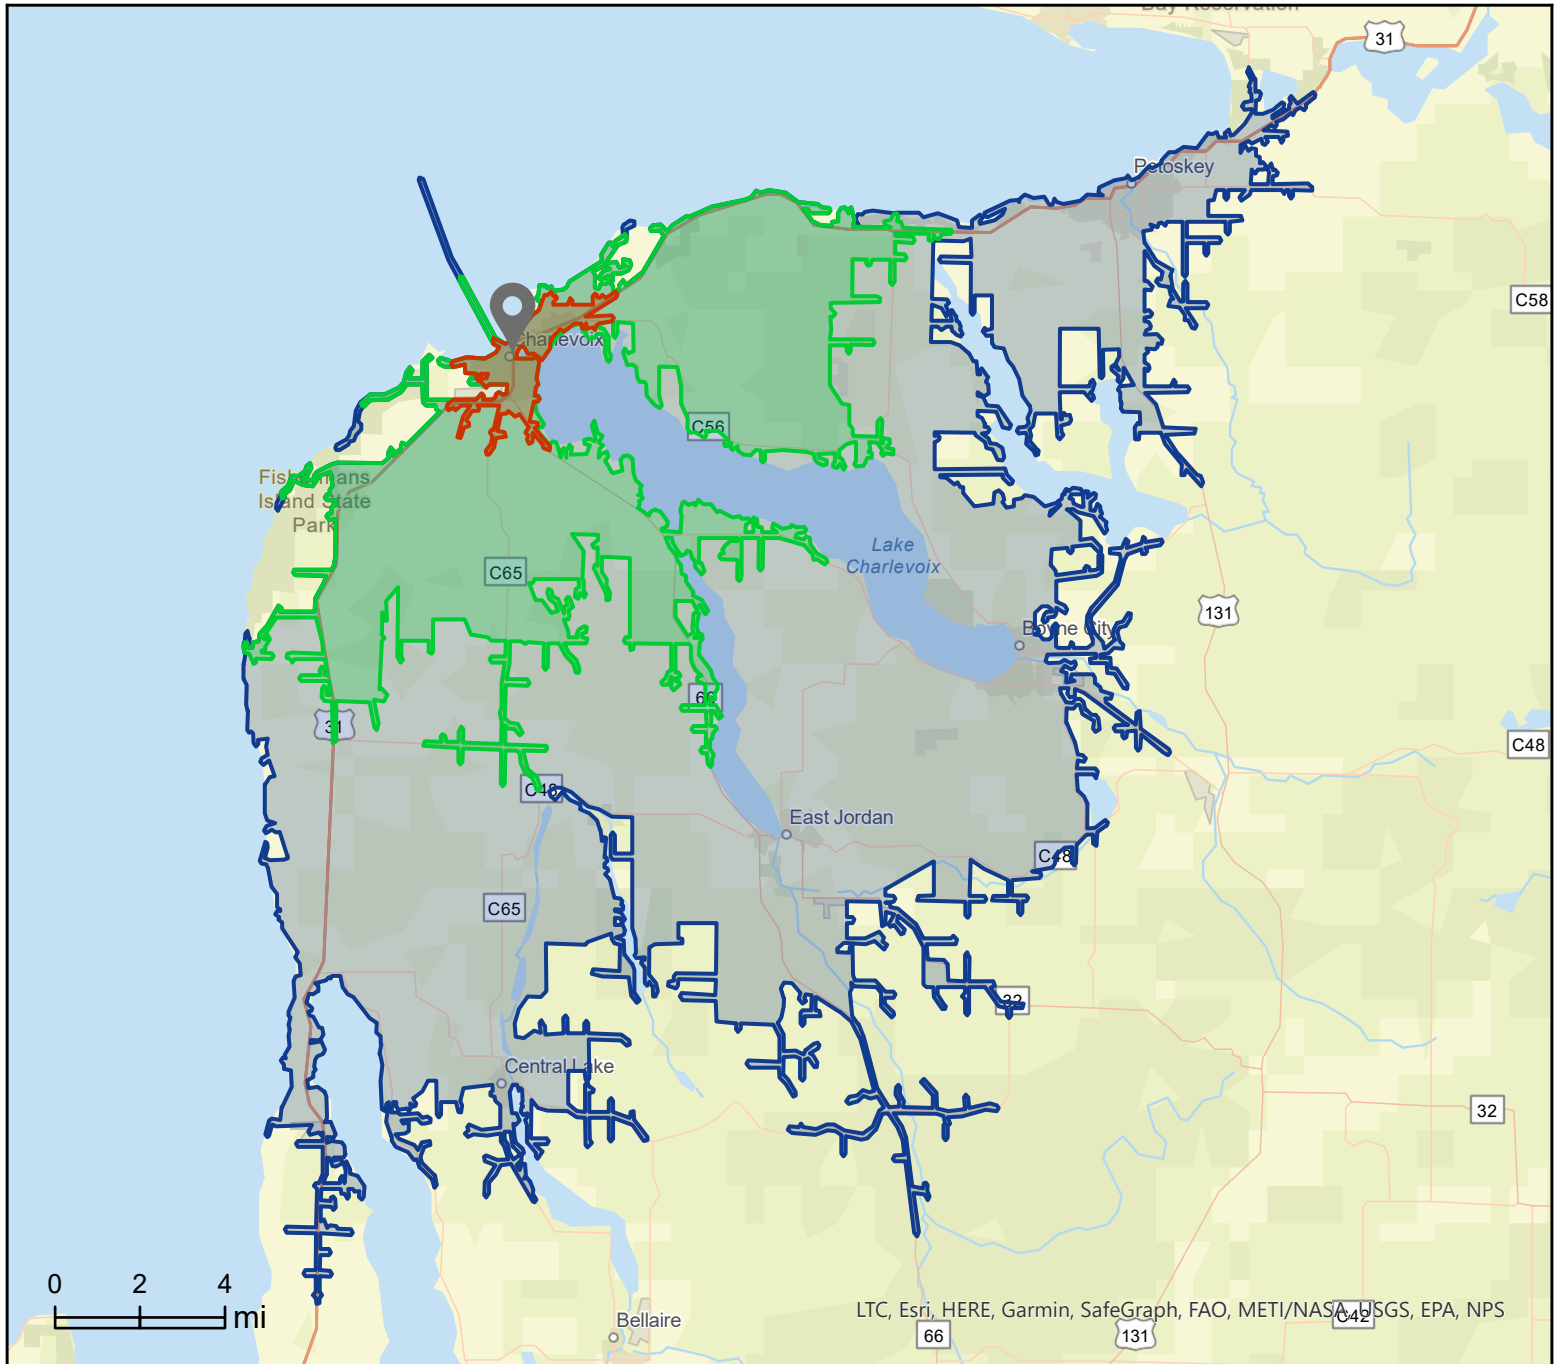 Bay Reservation
31
Petoskey
C58
Charlevoix
C56
Fishermans
Island State
Park
Lake
Charlevoix
C65
131
Boyne City
66
31
C48
C48
East Jordan
C48
C65
32
Central Lake
32
0 2 4
mi
LTC, Esri, HERE, Garmin, SafeGraph, FAO, METI/NASA, USGS, EPA, NPS
C42
Bellaire
66
131